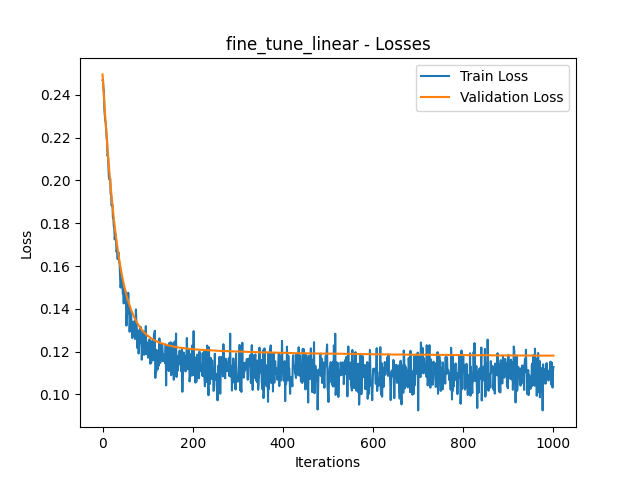 fine_tune_linear - Losses
Train Loss
Validation Loss
Loss
0.24
0.22
0.20
0.18
0.16
0.14
0.12
0.10
0
200
400
600
800
1000
Iterations